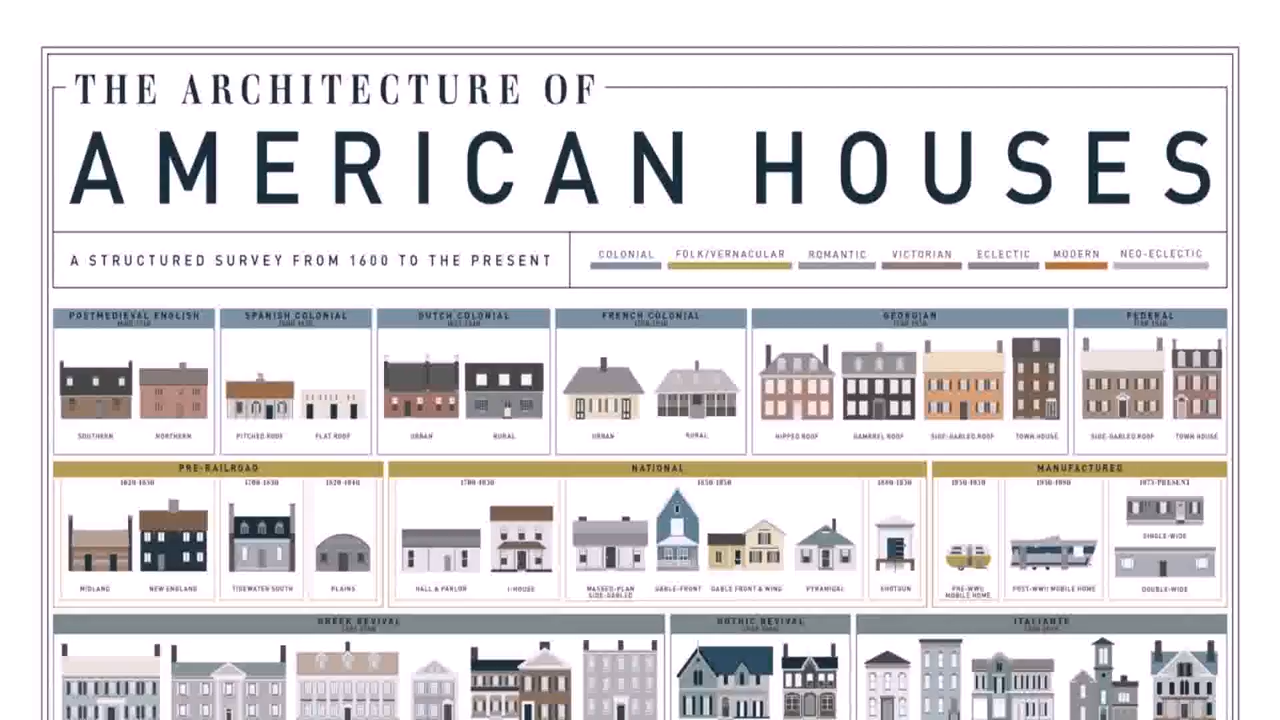 THE ARCHITECTURE OF
AMERICAN HOUSES
A STRUCTURED SURVEY FROM 1600 TO THE PRESENT
COLONIAL FOLK/VERNACULAR ROMANTIC VICTORIAN ECLECTIC MODERN NEO-ECLECTIC
POSTMEDIEVAL ENGLISH SPANISH COLONIAL DUTCH COLONIAL FRENCH COLONIAL GEORGIAN FEDERAL
SOUTHERN NORTHERN PITCHED ROOF FLAT ROOF URBAN RURAL URBAN RURAL HIPPED ROOF GAMBREL ROOF SIDE-GABLED ROOF TOWN HOUSE SIDE-GABLED ROOF TOWN HOUSE
PRE-RAILROAD NATIONAL MANUFACTURED
1850-1890 1973-PRESENT
SINGLE-WIDE
MIDLAND NEW ENGLAND TIDEWATER SOUTH PLAINS HALL & PARLOR I-HOUSE MASSED-PLAN GABLE-FRONT GABLE FRONT & WING PYRAMIDAL SHOTGUN PRE-WWII POST-WWII MOBILE HOME DOUBLE-WIDE
SIDE-GABLED MOBILE HOME
GREEK REVIVAL GOTHIC REVIVAL ITALIANATE